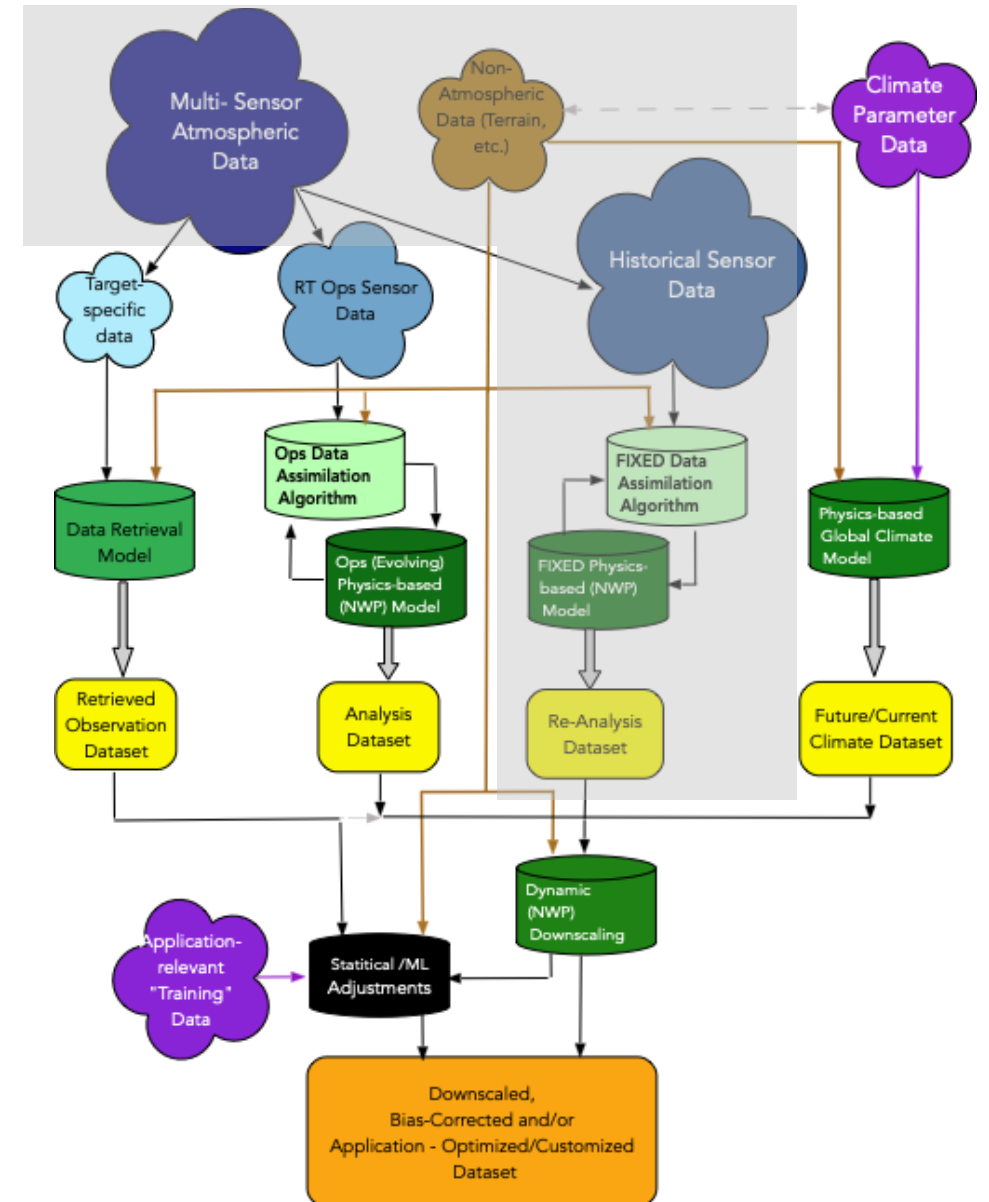 Multi- Sensor
Atmospheric
Data
Non-
Atmospheric
Data (Terrain,
etc.)
Climate
Parameter
Data
Target-
specific
data
RT Ops Sensor
Data
Historical Sensor
Data
Ops Data
Assimilation
Algorithm
FIXED Data
Assimilation
Algorithm
Data Retrieval
Model
Ops (Evolving)
Physics-based
(NWP) Model
FIXED Physics-
based (NWP)
Model
Physics-based
Global Climate
Model
Retrieved
Observation
Dataset
Analysis
Dataset
Re-Analysis
Dataset
Future/Current
Climate Dataset
Dynamic
(NWP)
Downscaling
Application-
relevant
"Training"
Data
Statitical /ML
Adjustments
Downscaled,
Bias-Corrected and/or
Application - Optimized/Customized
Dataset